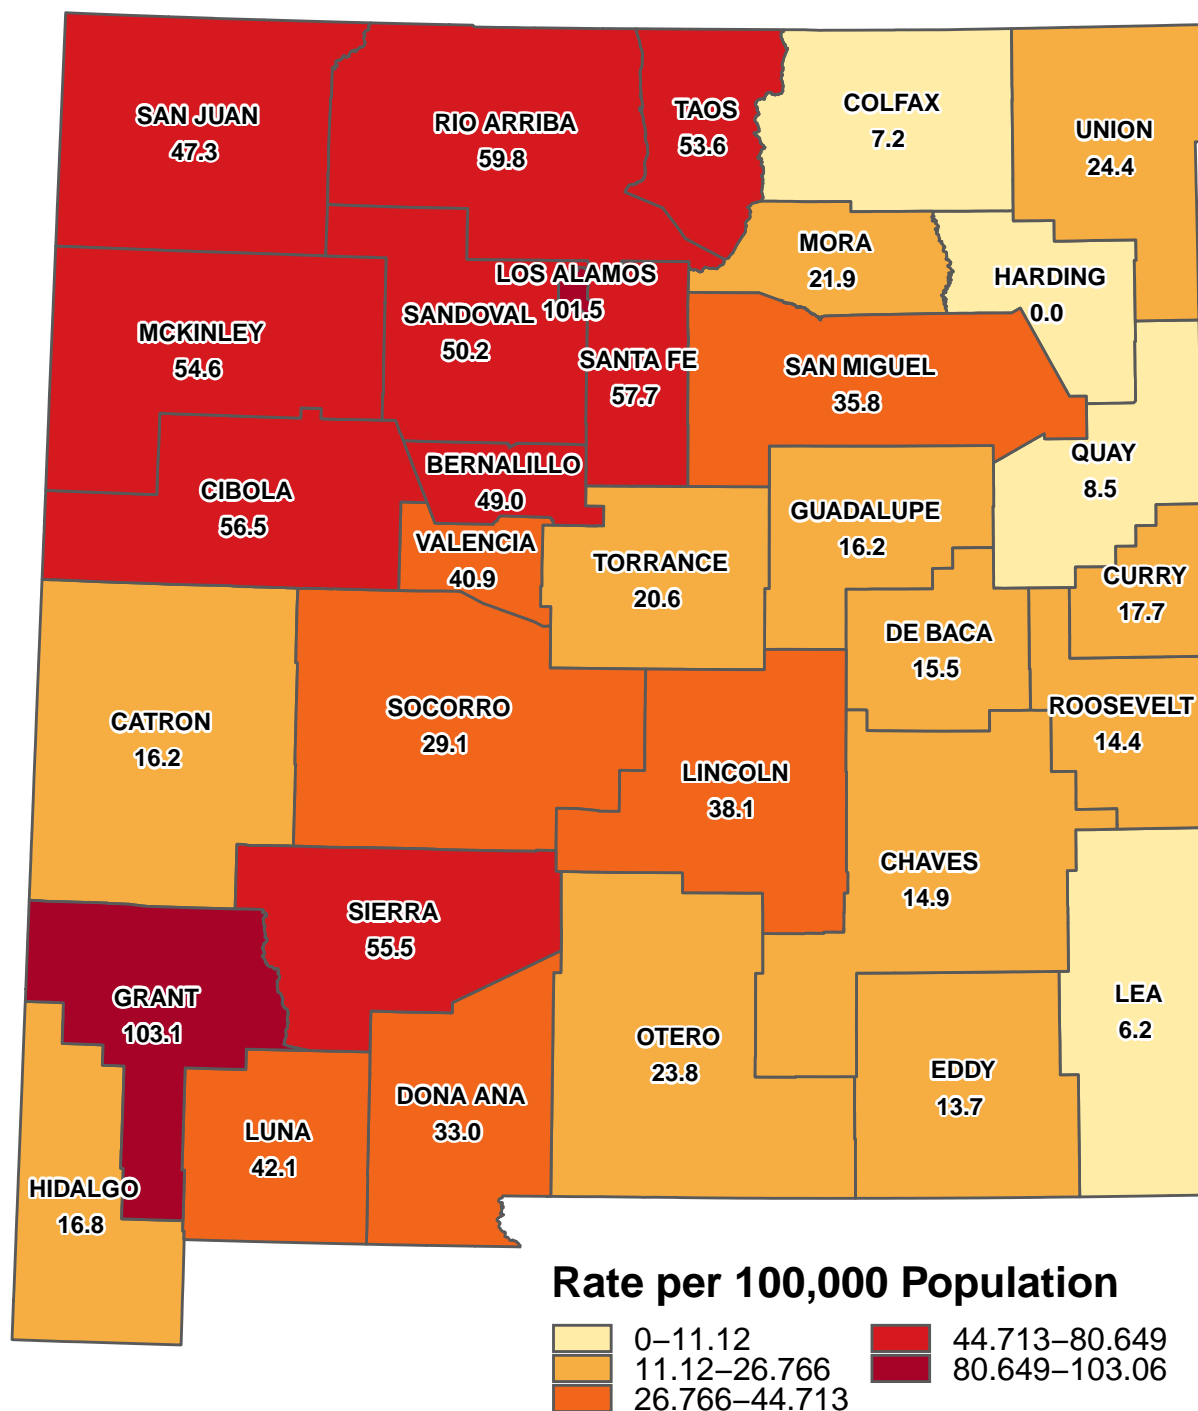 SAN JUAN
47.3
RIO ARRIBA
59.8
TAOS
53.6
COLFAX
7.2
UNION
24.4
MORA
21.9
HARDING
0.0
LOS ALAMOS
101.5
SANDOVAL
50.2
MCKINLEY
54.6
SANTA FE
57.7
SAN MIGUEL
35.8
QUAY
8.5
BERNALILLO
49.0
CIBOLA
56.5
GUADALUPE
16.2
VALENCIA
40.9
TORRANCE
20.6
CURRY
17.7
DE BACA
15.5
CATRON
16.2
SOCORRO
29.1
ROOSEVELT
14.4
LINCOLN
38.1
CHAVES
14.9
SIERRA
55.5
GRANT
103.1
LEA
6.2
OTERO
23.8
EDDY
13.7
DONA ANA
33.0
LUNA
42.1
HIDALGO
16.8
Rate per 100,000 Population
0–11.12
11.12–26.766
26.766–44.713
44.713–80.649
80.649–103.06